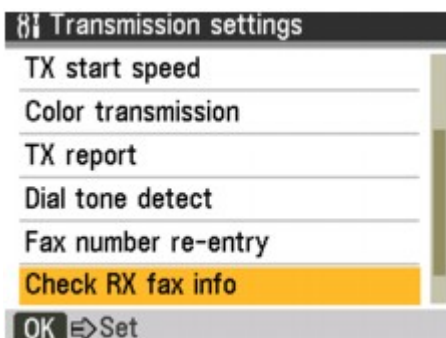 Transmission settings
TX start speed
Color transmission
TX report
Dial tone detect
Fax number re-entry
Check RX fax info
OK Set